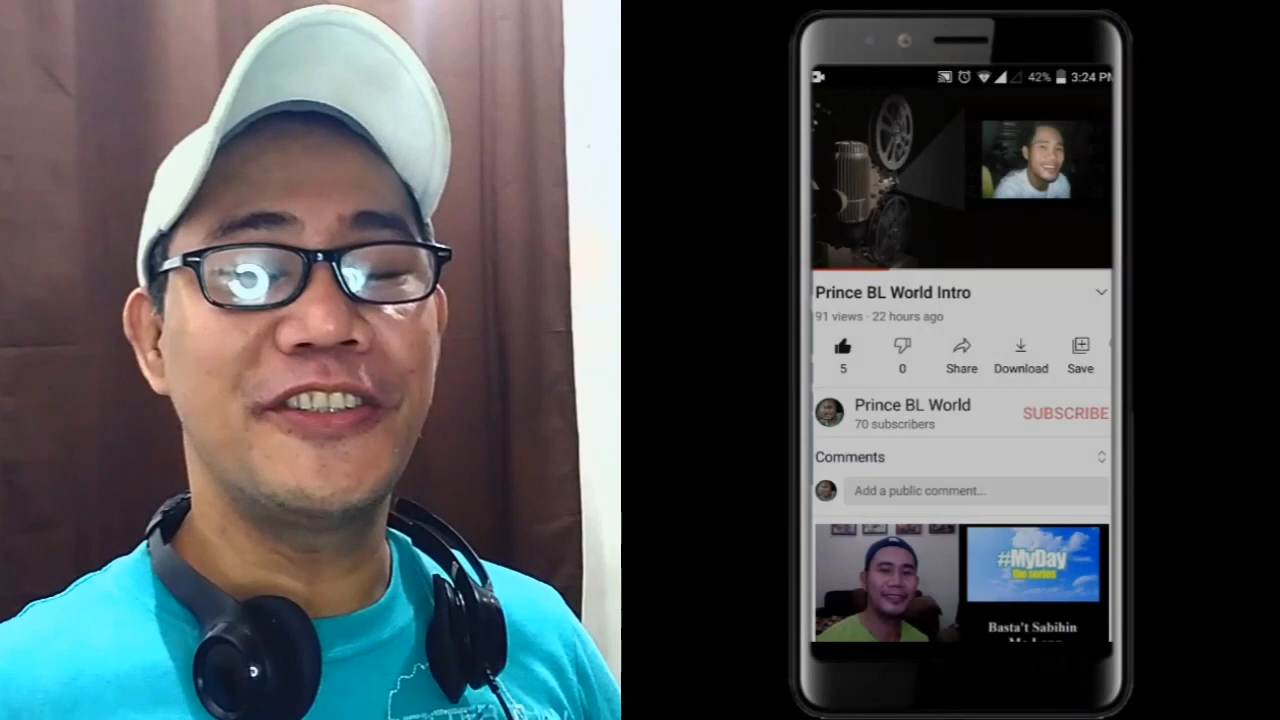 42% 3:24 PM
Prince BL World Intro
91 views · 22 hours ago
5
0
Share
Download
Save
Prince BL World
70 subscribers
SUBSCRIBE
Comments
Add a public comment...
#MyDay
the series
Basta't Sabihin